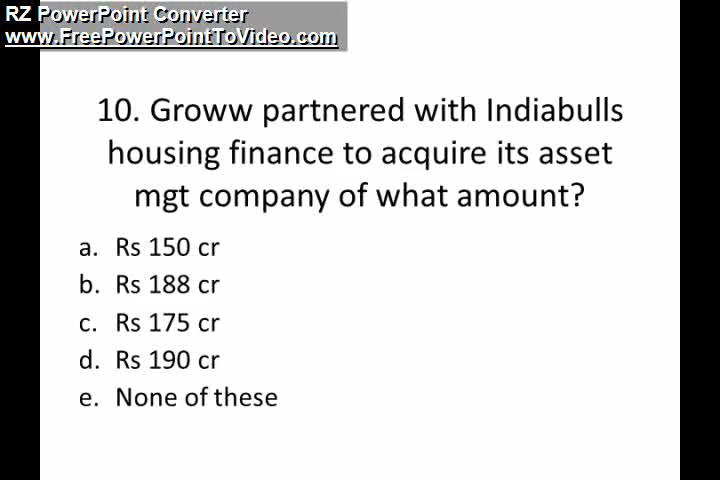 RZ PowerPoint Converter
www.FreePowerPointToVideo.com
10. Groww partnered with Indiabulls
housing finance to acquire its asset
mgt company of what amount?
a. Rs 150 cr
b. Rs 188 cr
c. Rs 175 cr
d. Rs 190 cr
e. None of these